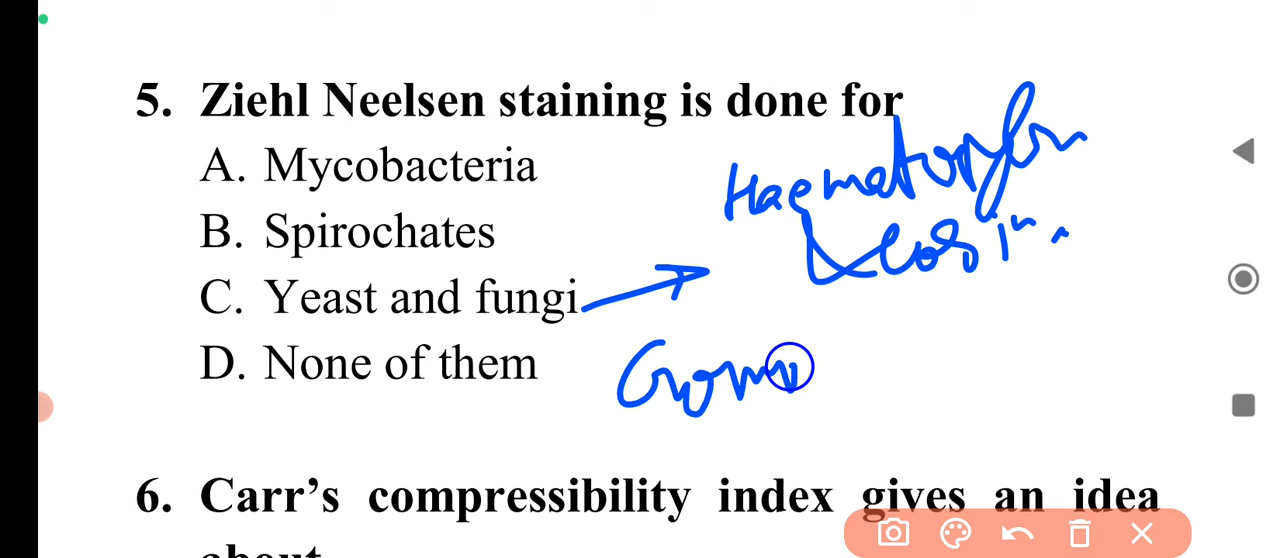 5. Ziehl Neelsen staining is done for
A. Mycobacteria
B. Spirochates
C. Yeast and fungi
D. None of them
6. Carr’s compressibility index gives an idea
about